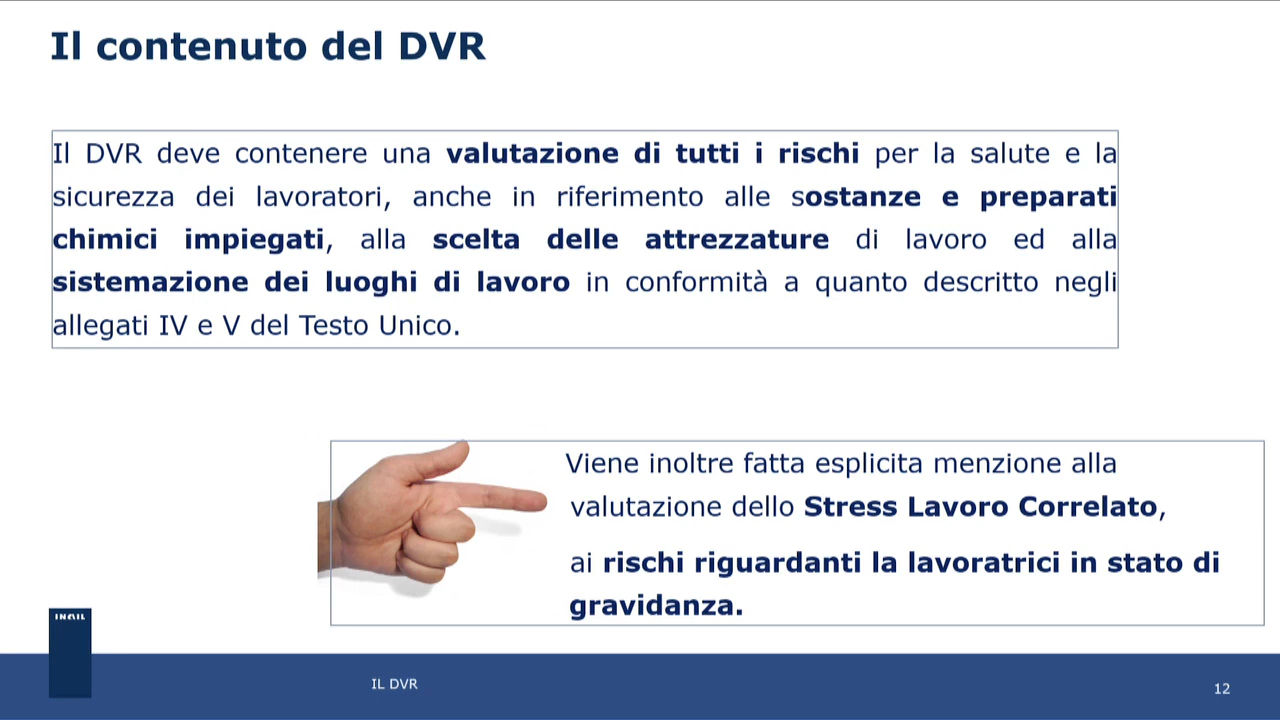 Il contenuto del DVR
Il DVR deve contenere una valutazione di tutti i rischi per la salute e la
sicurezza dei lavoratori, anche in riferimento alle sostanze e preparati
chimici impiegati, alla scelta delle attrezzature di lavoro ed alla
sistemazione dei luoghi di lavoro in conformità a quanto descritto negli
allegati IV e V del Testo Unico.
Viene inoltre fatta esplicita menzione alla
valutazione dello Stress Lavoro Correlato,
ai rischi riguardanti la lavoratrici in stato di
gravidanza.
IL DVR
12